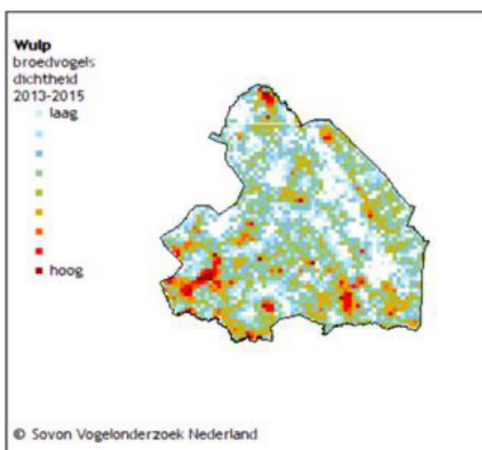 Wulp
broedvogels
dichtheid
2013-2015
laag
hoog
© Sovon Vogelonderzoek Nederland